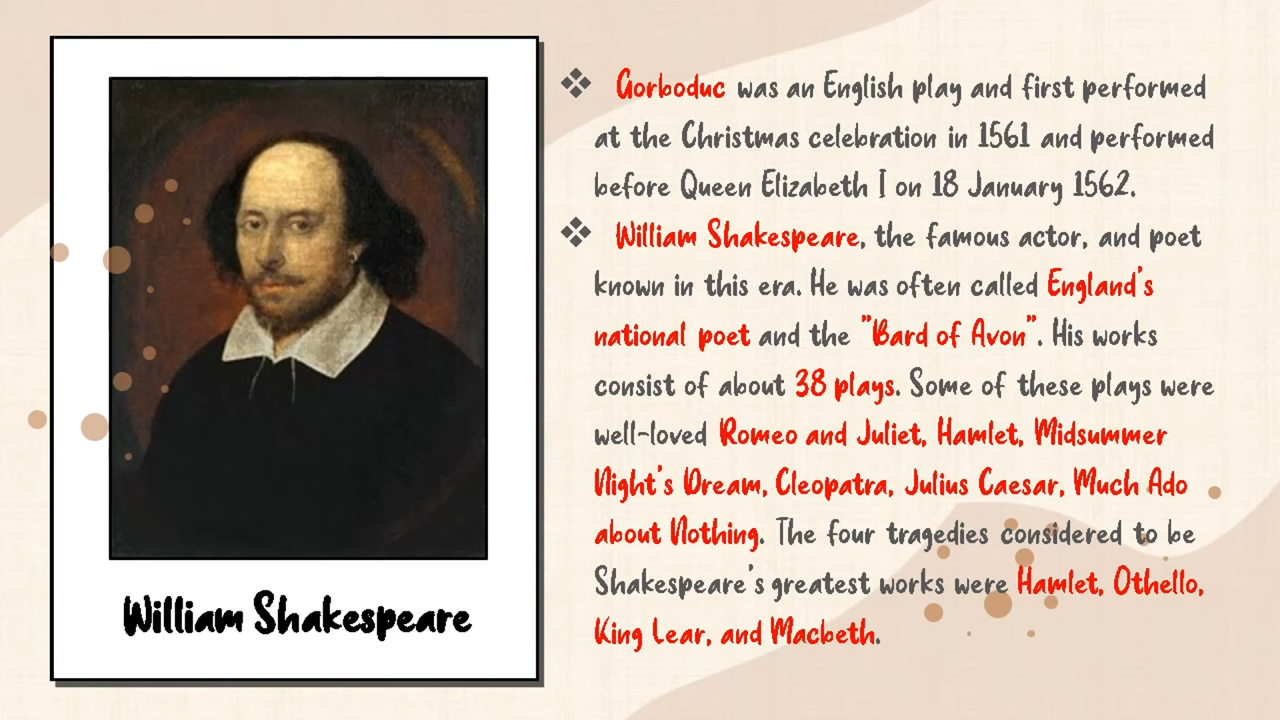 Gorboduc was an English play and first performed
at the Christmas celebration in 1561 and performed
before Queen Elizabeth I on 18 January 1562.
William Shakespeare, the famous actor, and poet
known in this era. He was often called England's
national poet and the "Bard of Avon". His works
consist of about 38 plays. Some of these plays were
well-loved Romeo and Juliet, Hamlet, Midsummer
Night's Dream, Cleopatra, Julius Caesar, Much Ado
about Nothing. The four tragedies considered to be
Shakespeare's greatest works were Hamlet, Othello,
King Lear, and Macbeth.
William Shakespeare